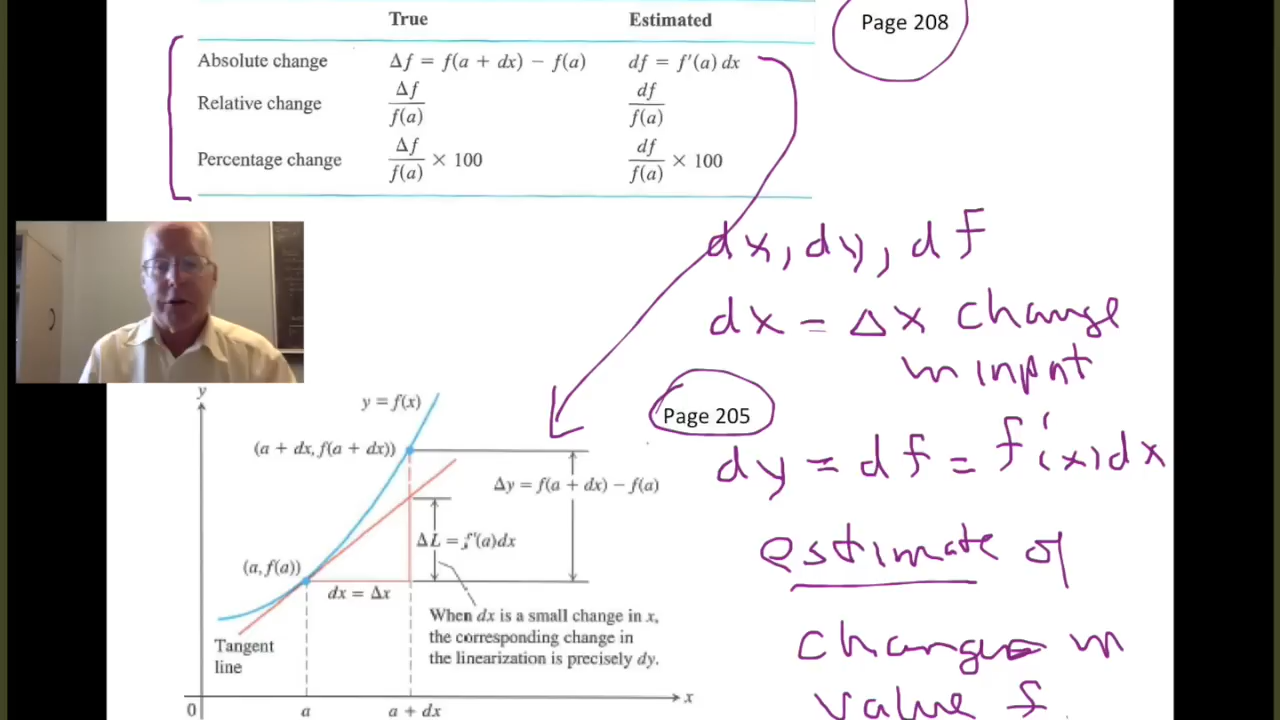 True Estimated
Page 208
Absolute change Δf = f(a + dx) − f(a) df = f′(a) dx
Relative change Δf/f(a) df/f(a)
Percentage change Δf/f(a) × 100 df/f(a) × 100
dx, dy, df
dx = Δx change
in input
Page 205
dy = df = f′(x)dx
estimate of
change in
value f
y
y = f(x)
(a + dx, f(a + dx))
Δy = f(a + dx) − f(a)
ΔL = f′(a)dx
(a, f(a))
dx = Δx
When dx is a small change in x,
the corresponding change in
the linearization is precisely dy.
Tangent
line
x
0 a a + dx